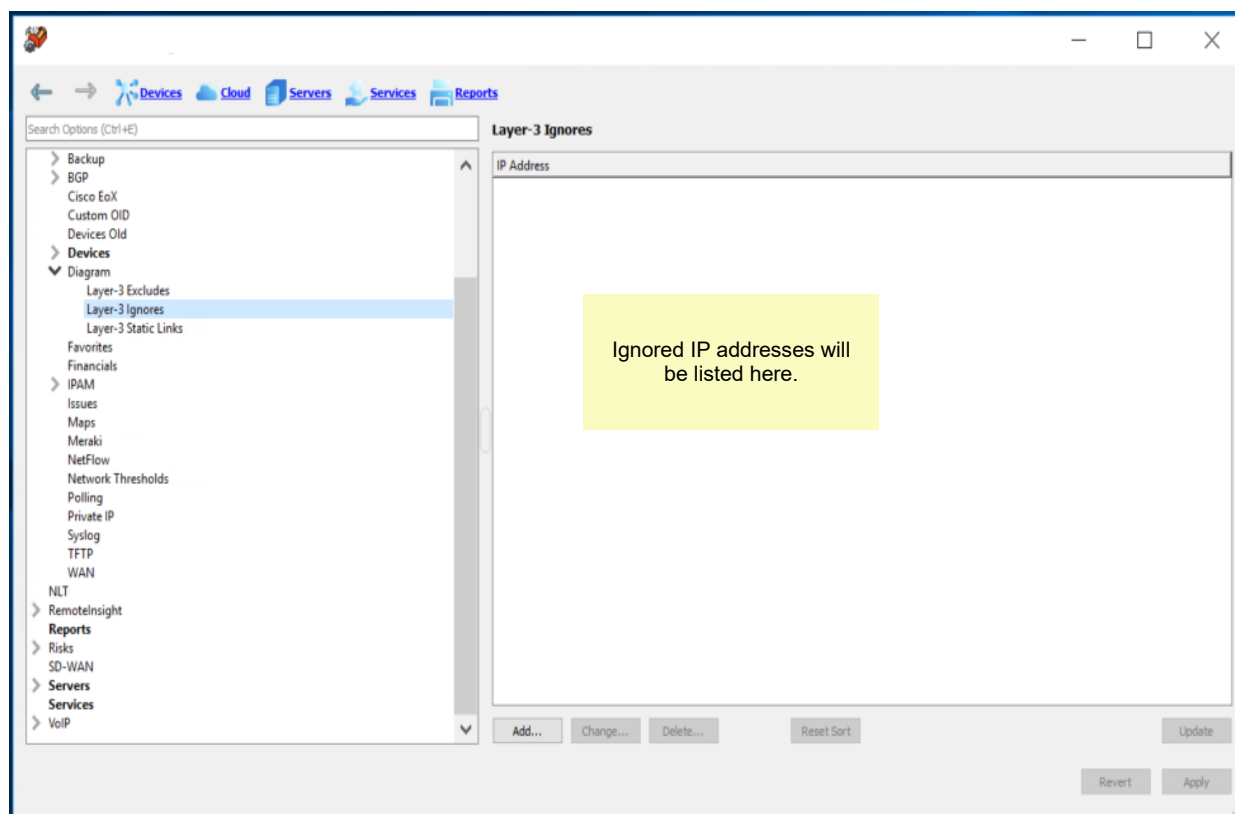 Devices Cloud Servers Services Reports
Search Options (Ctrl+E)
Layer-3 Ignores
Backup
BGP
Cisco EoX
Custom OID
Devices Old
Devices
Diagram
Layer-3 Excludes
Layer-3 Ignores
Layer-3 Static Links
Favorites
Financials
IPAM
Issues
Maps
Meraki
NetFlow
Network Thresholds
Polling
Private IP
Syslog
TFTP
WAN
NLT
RemoteInsight
Reports
Risks
SD-WAN
Servers
Services
VoIP
IP Address
Ignored IP addresses will
be listed here.
Add... Change... Delete... Reset Sort Update
Revert Apply